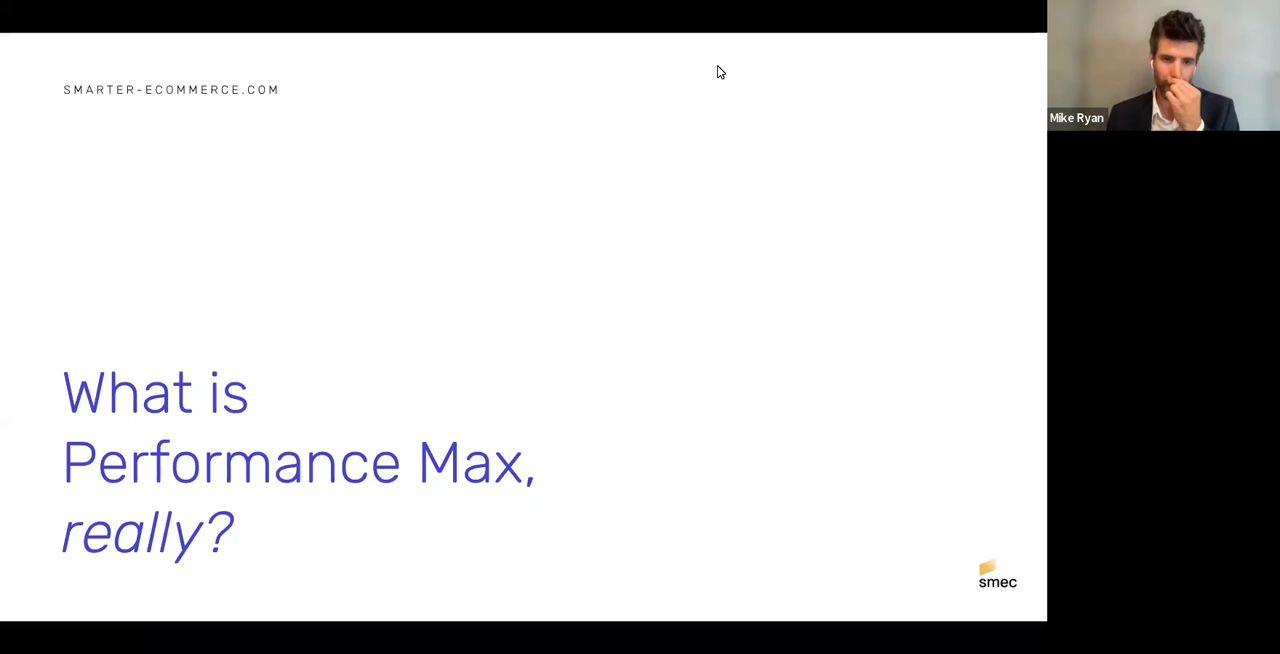 SMARTER-ECOMMERCE.COM
Mike Ryan
What is
Performance Max,
really?
smec